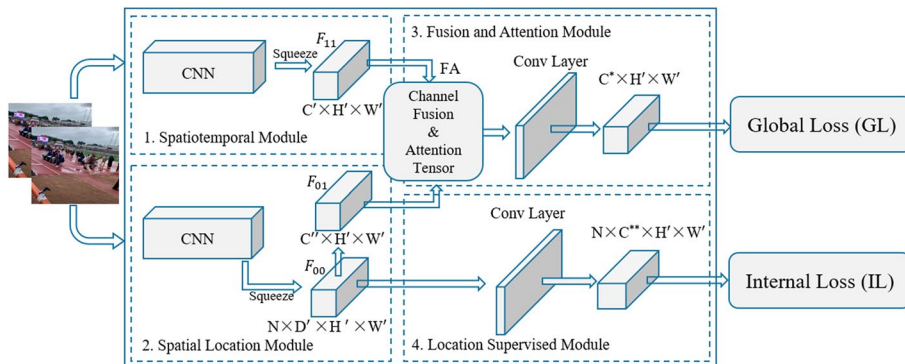 CNN
Squeeze
F11
C′×H′×W′
1. Spatiotemporal Module
3. Fusion and Attention Module
FA
Channel
Fusion
&
Attention
Tensor
Conv Layer
C*×H′×W′
Global Loss (GL)
CNN
Squeeze
F01
C′′×H′×W′
F00
N×D′×H′×W′
2. Spatial Location Module
Conv Layer
N×C**×H′×W′
Internal Loss (IL)
4. Location Supervised Module